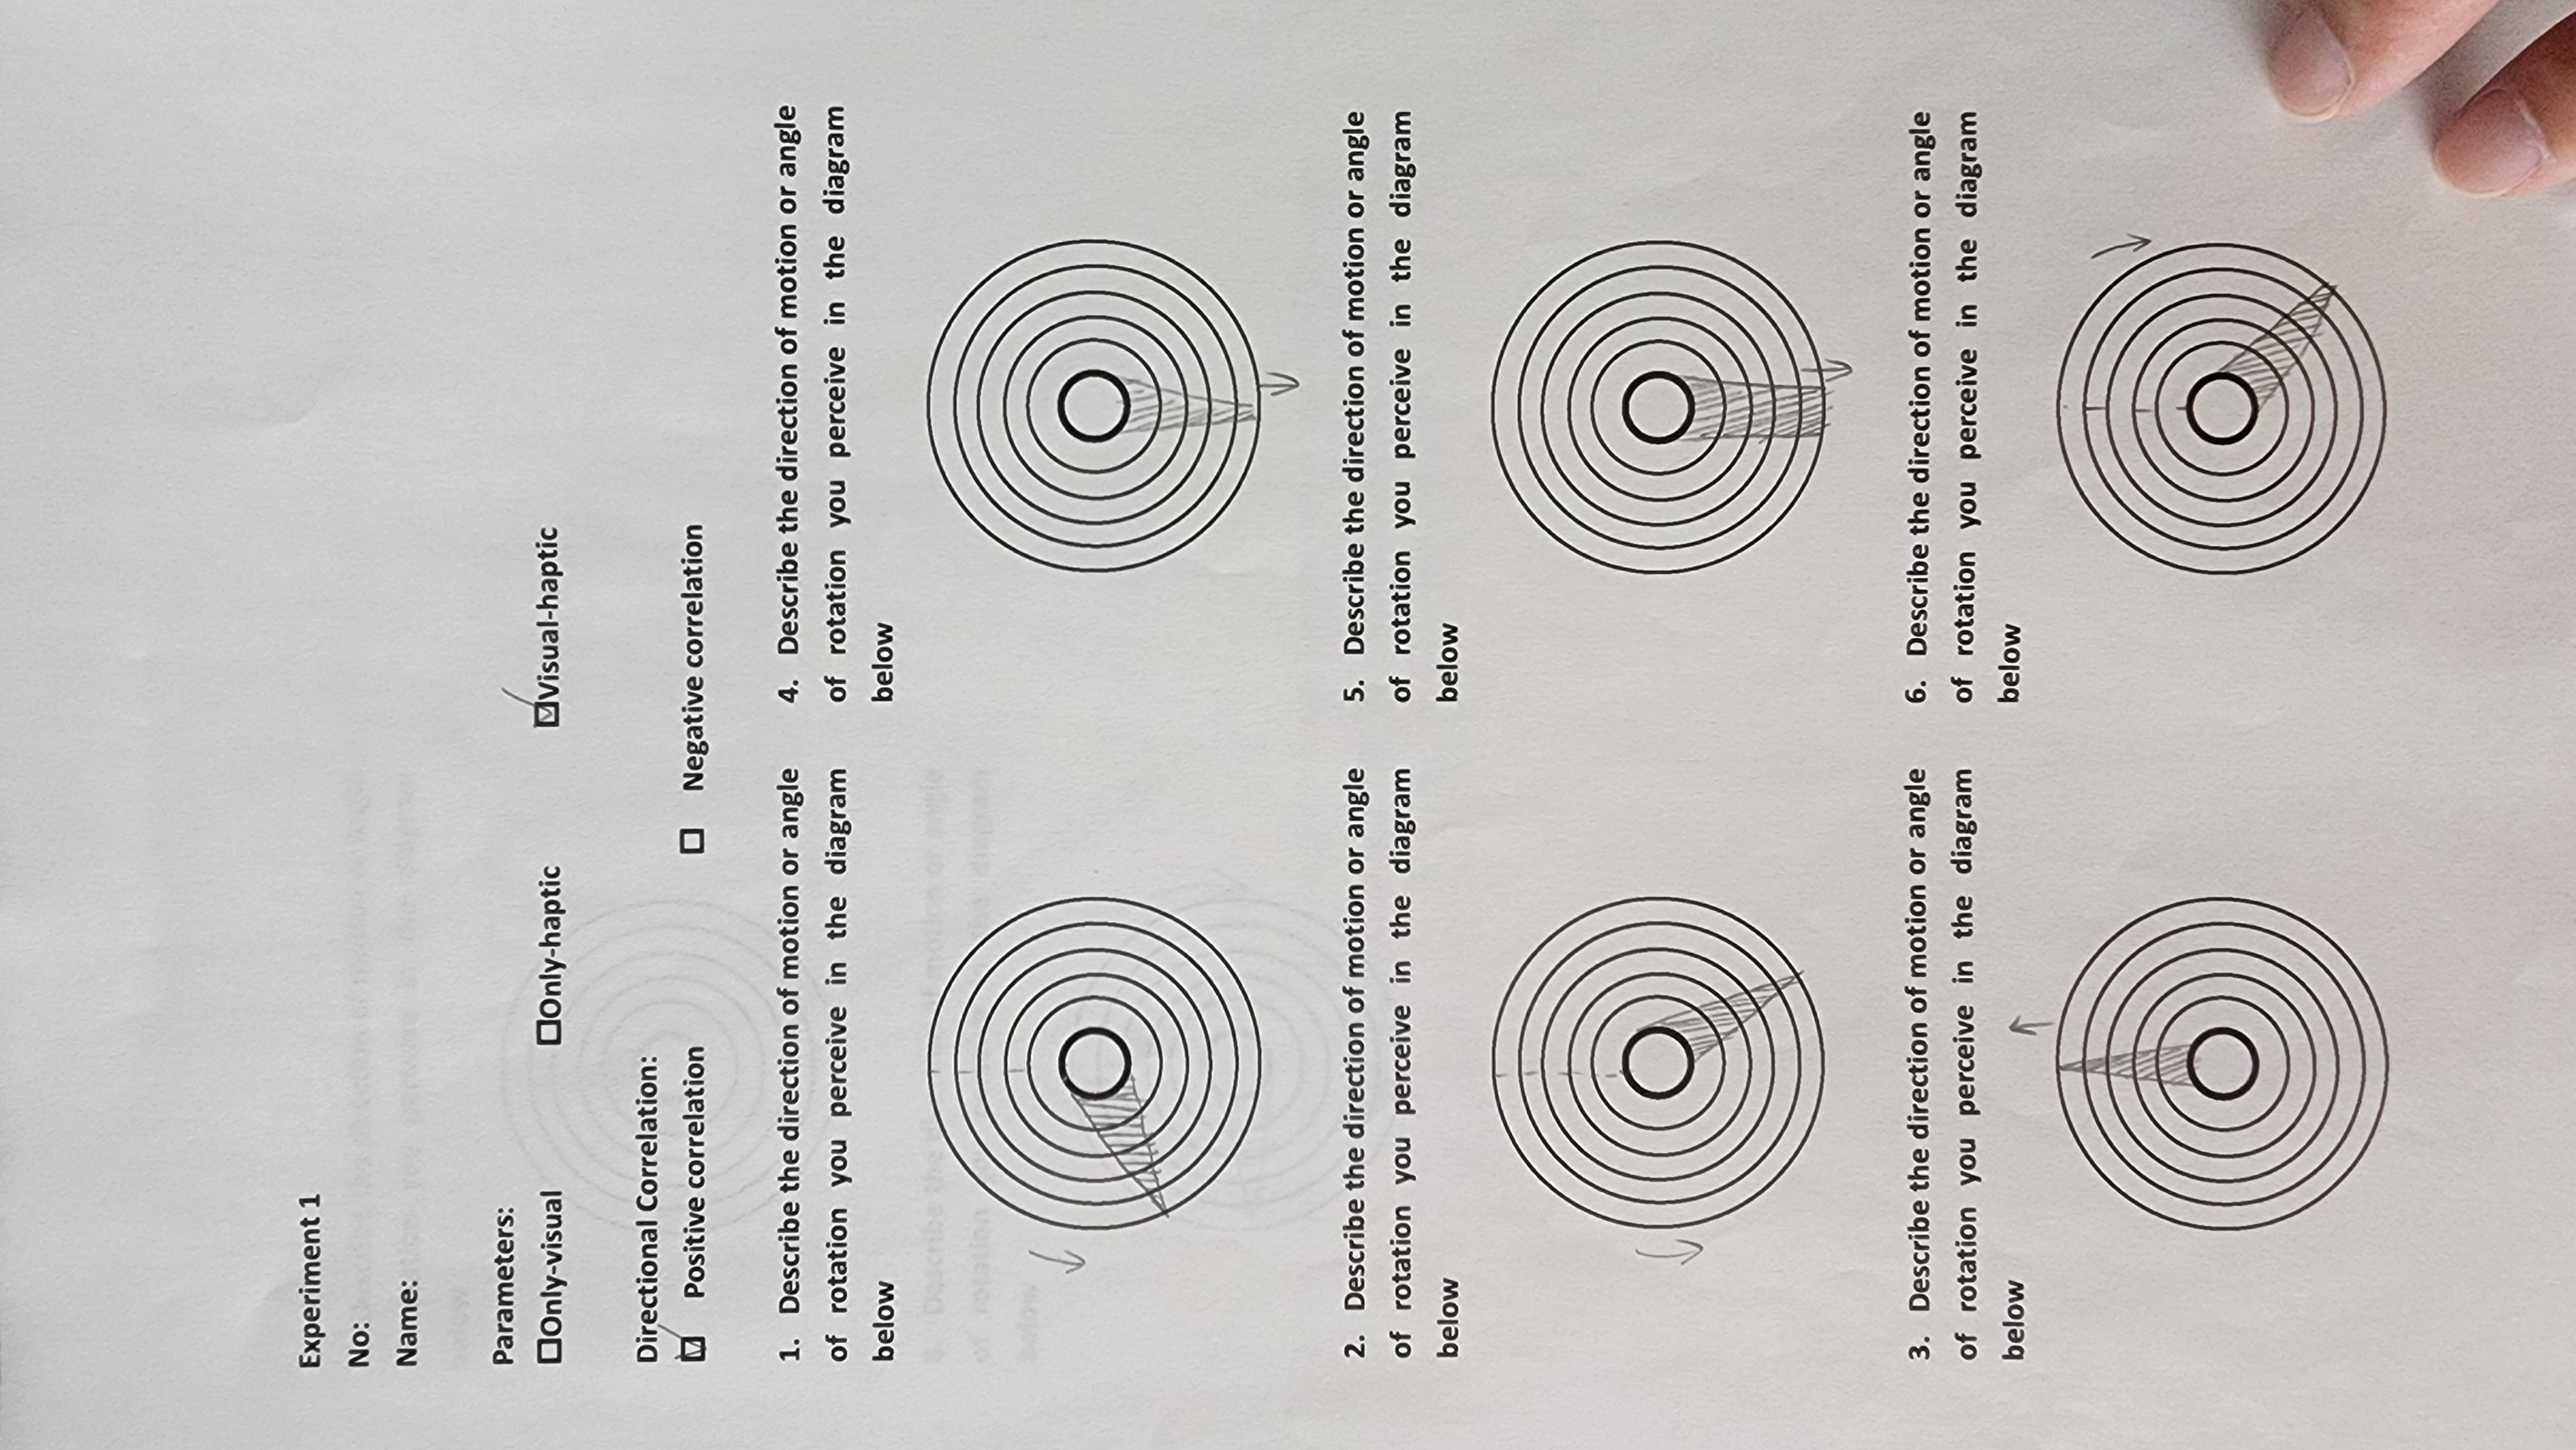 Experiment 1
No:
Name:
Parameters:
Only-visual Only-haptic Visual-haptic
Directional Correlation:
Positive correlation Negative correlation
1. Describe the direction of motion or angle
of rotation you perceive in the diagram
below
2. Describe the direction of motion or angle
of rotation you perceive in the diagram
below
3. Describe the direction of motion or angle
of rotation you perceive in the diagram
below
4. Describe the direction of motion or angle
of rotation you perceive in the diagram
below
5. Describe the direction of motion or angle
of rotation you perceive in the diagram
below
6. Describe the direction of motion or angle
of rotation you perceive in the diagram
below